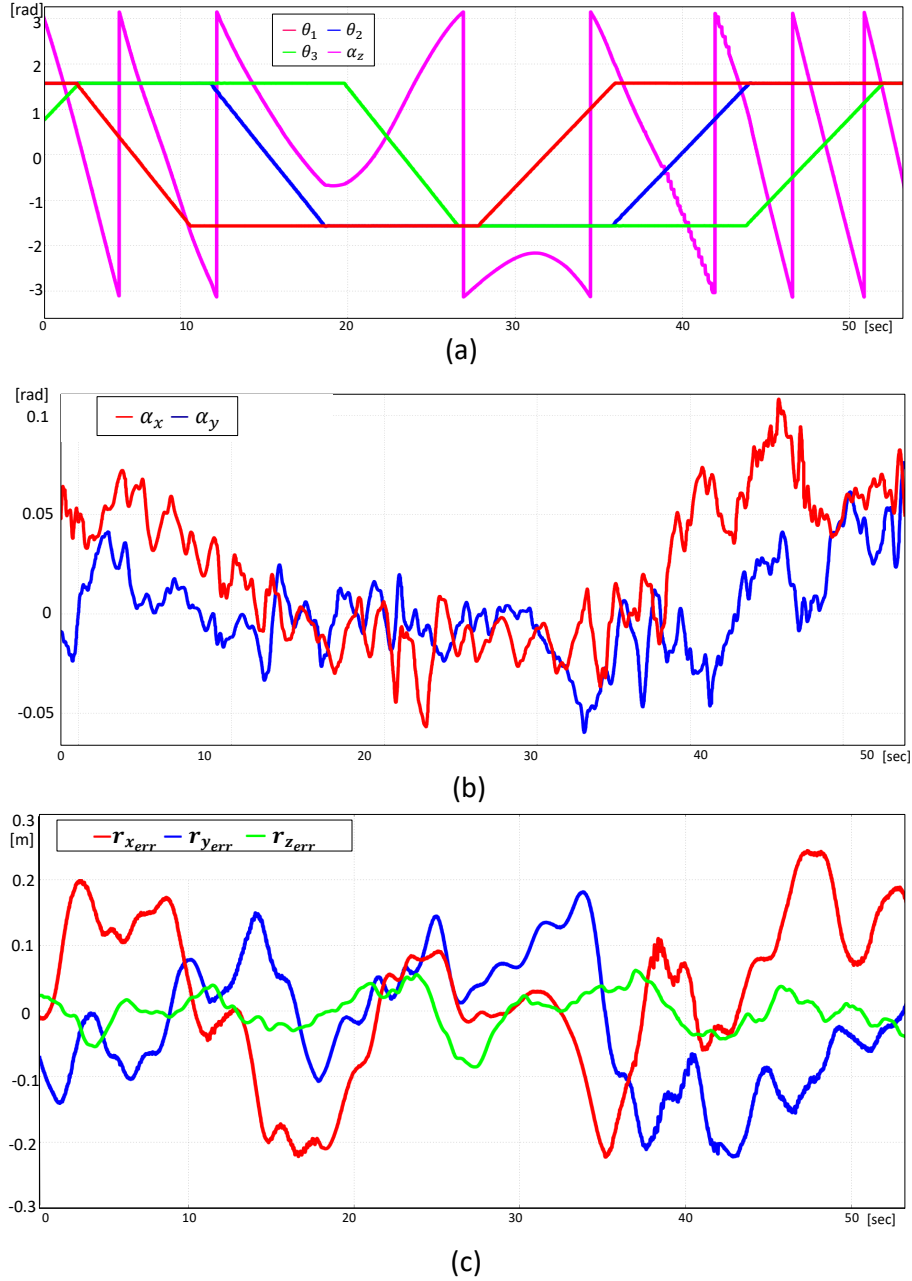 [rad]
3
θ1 θ2
θ3 αz
2
1
0
-1
-2
-3
0 10 20 30 40 50 [sec]
(a)
[rad]
0.1
αx αy
0.05
0
-0.05
0 10 20 30 40 50 [sec]
(b)
0.3
[m]
rxerr ryerr rzerr
0.2
0.1
0
-0.1
-0.2
-0.3
0 10 20 30 40 50 [sec]
(c)